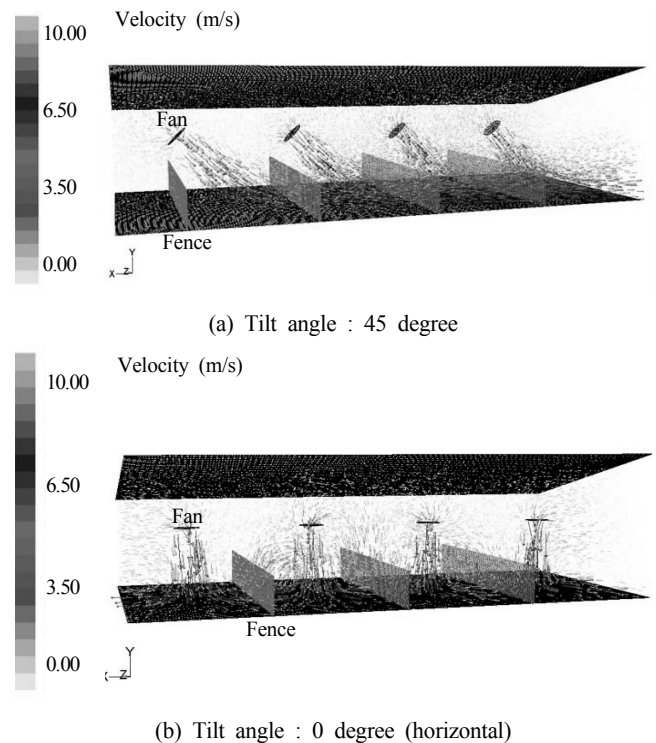 Velocity (m/s)
10.00
6.50
3.50
0.00
Fan
Fence
Y
X Z
(a) Tilt angle : 45 degree
Velocity (m/s)
10.00
6.50
3.50
0.00
Fan
Fence
Y
X Z
(b) Tilt angle : 0 degree (horizontal)